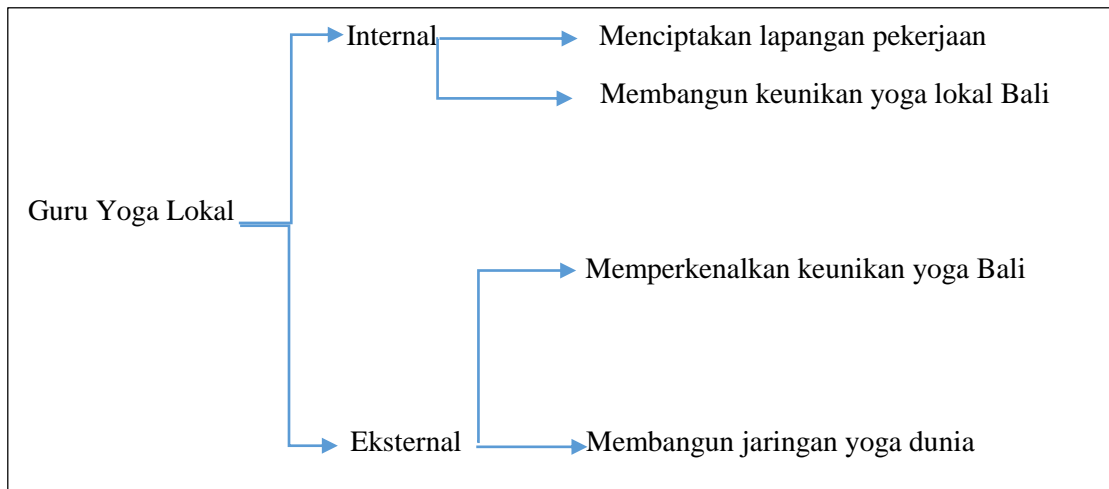 Internal
Menciptakan lapangan pekerjaan
Membangun keunikan yoga lokal Bali
Guru Yoga Lokal
Memperkenalkan keunikan yoga Bali
Eksternal
Membangun jaringan yoga dunia